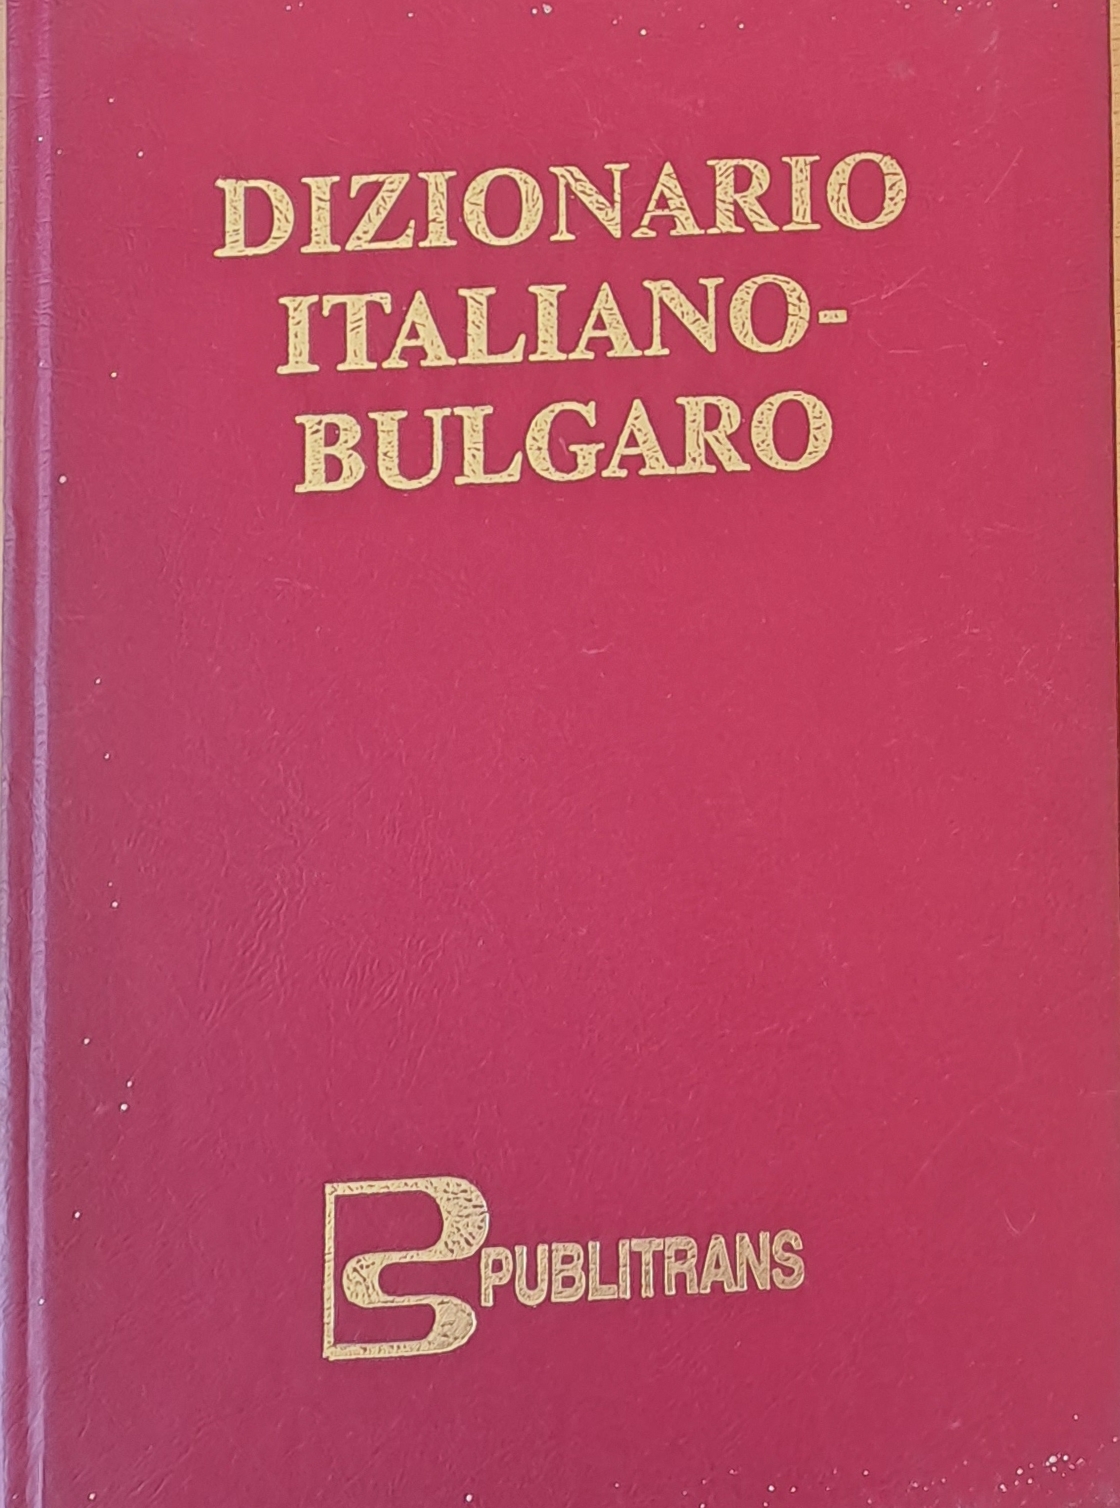 DIZIONARIO
ITALIANO-
BULGARO
PUBLITRANS